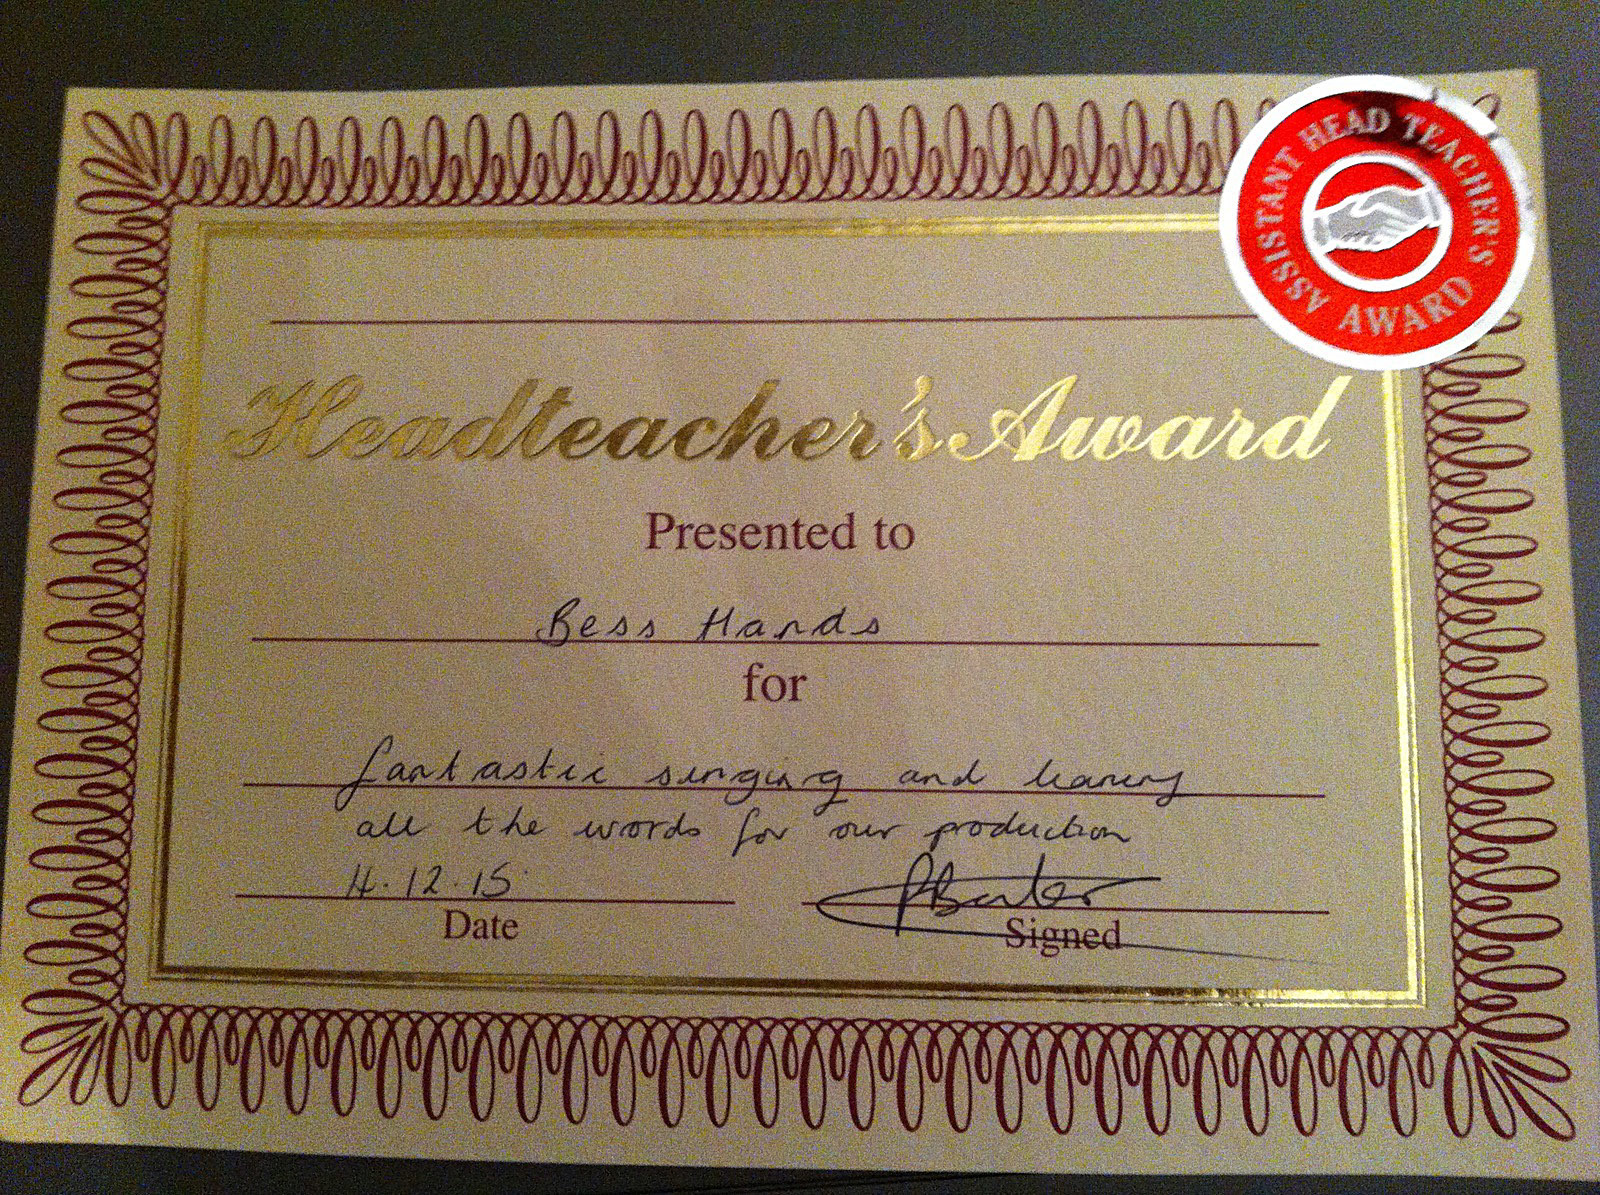 ASSISTANT HEAD TEACHER'S AWARD
Headteacher's Award
Presented to
Bess Hands
for
fantastic singing and learning
all the words for our production
4.12.15
Date
Signed